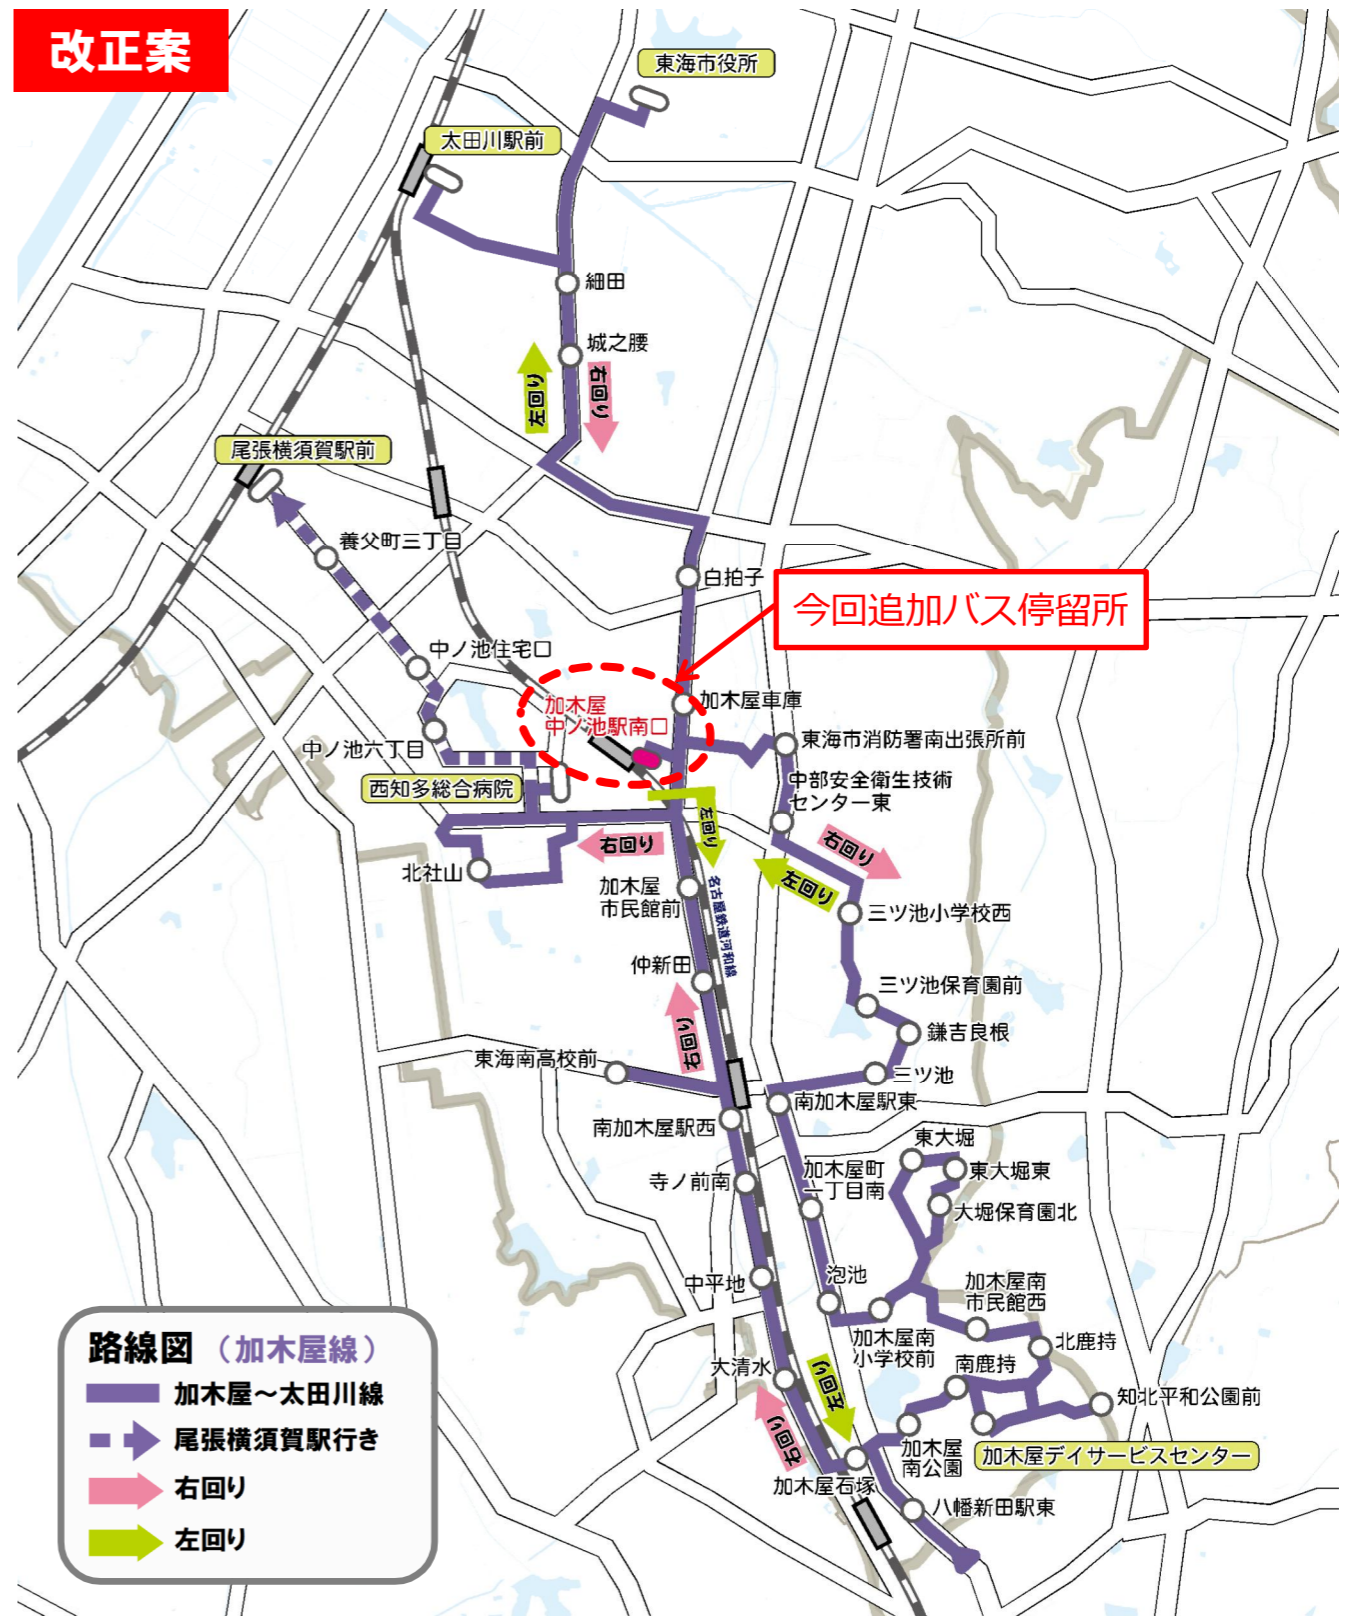 改正案
東海市役所
太田川駅前
細田
城之腰
左回り
右回り
尾張横須賀駅前
養父町三丁目
白拍子
今回追加バス停留所
中ノ池住宅口
加木屋
中ノ池駅南口
加木屋車庫
中ノ池六丁目
東海市消防署南出張所前
西知多総合病院
中部安全衛生技術
センター東
左回り
右回り
右回り
左回り
北社山
加木屋
市民館前
名古屋鉄道河和線
三ツ池小学校西
仲新田
三ツ池保育園前
右回り
鎌吉良根
東海南高校前
三ツ池
南加木屋駅西
南加木屋駅東
東大堀
加木屋町
一丁目南
東大堀東
寺ノ前南
大堀保育園北
中平地
泡池
加木屋南
市民館西
加木屋南
小学校前
北鹿持
大清水
南鹿持
左回り
知北平和公園前
右回り
加木屋
南公園
加木屋デイサービスセンター
加木屋石塚
八幡新田駅東
路線図（加木屋線）
加木屋～太田川線
尾張横須賀駅行き
右回り
左回り